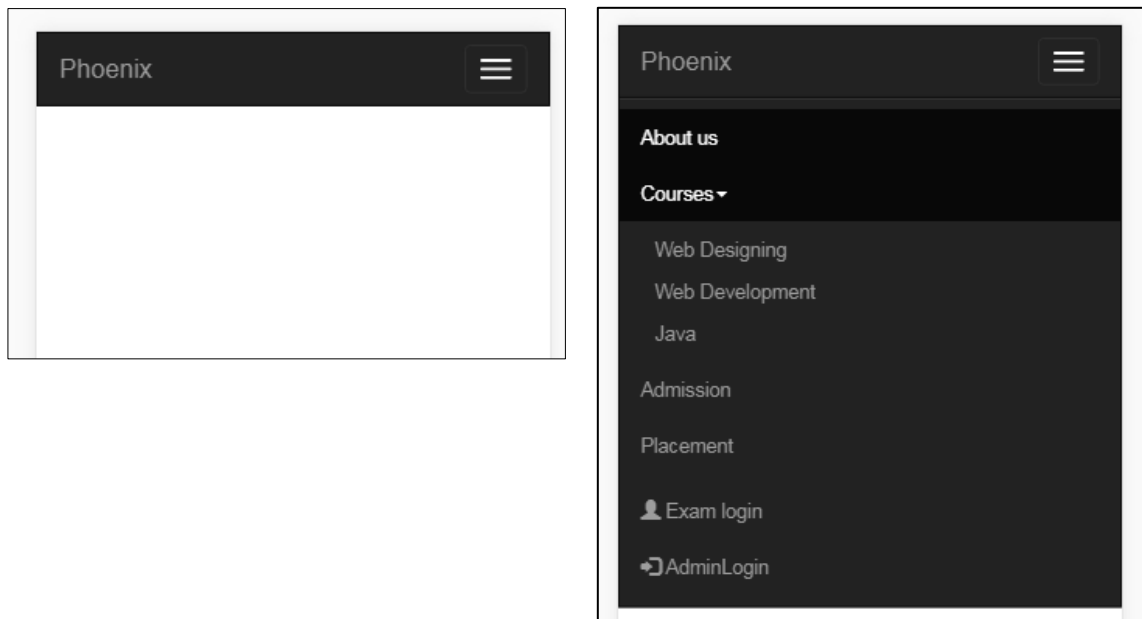 Phoenix
Phoenix
About us
Courses
Web Designing
Web Development
Java
Admission
Placement
Exam login
AdminLogin